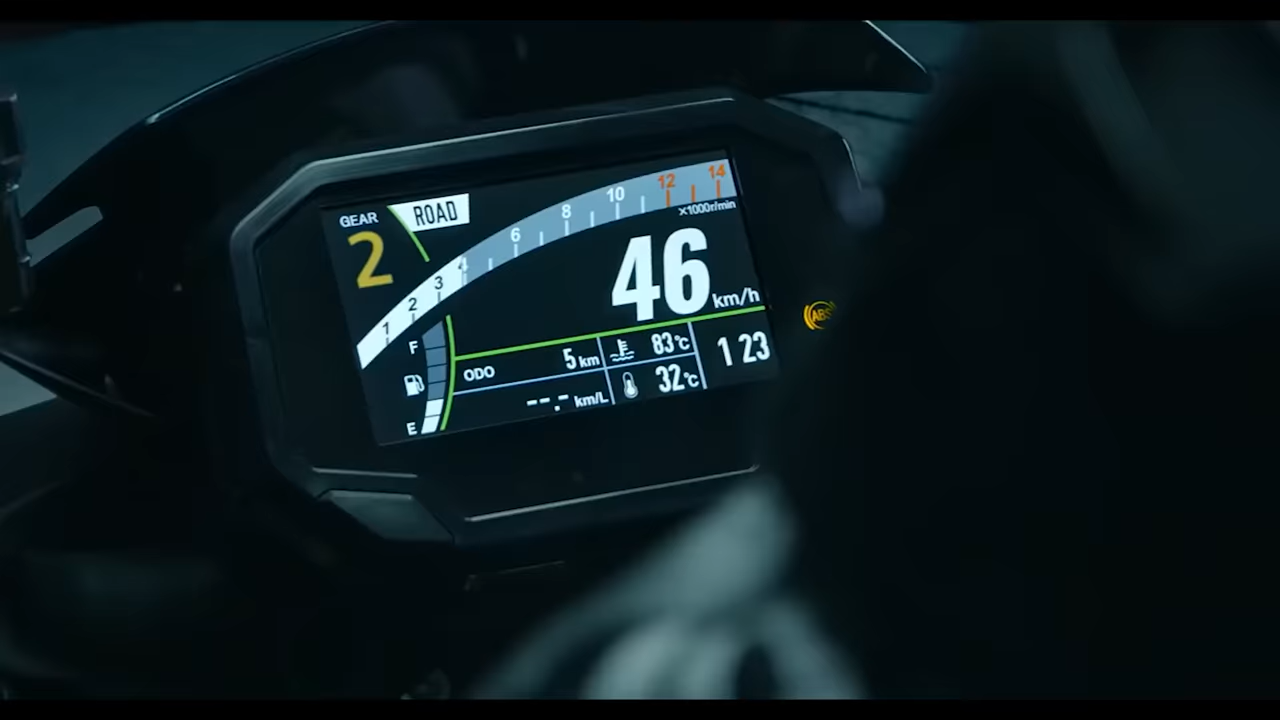 GEAR ROAD
2
1 2 3 4 6 8 10 12 14
×1000r/min
46 km/h
F
E
ODO 5 km
--.- km/L
83°C
32°C
1 23
ABS